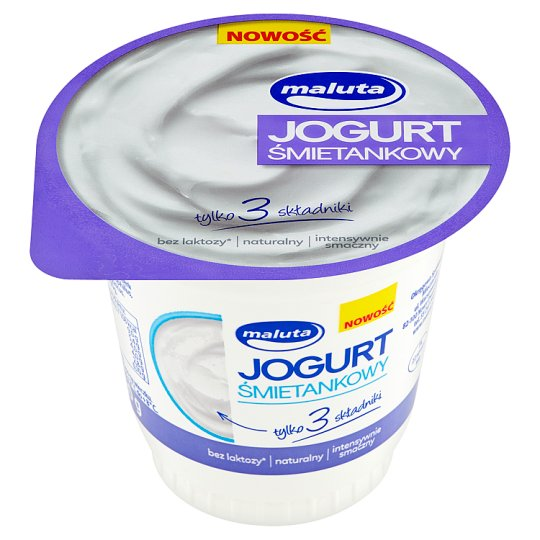 NOWOŚĆ
maluta
JOGURT
ŚMIETANKOWY
tylko 3 składniki
bez laktozy* | naturalny | intensywnie smaczny
maluta
NOWOŚĆ
JOGURT
ŚMIETANKOWY
tylko 3 składniki
bez laktozy* | naturalny | intensywnie smaczny